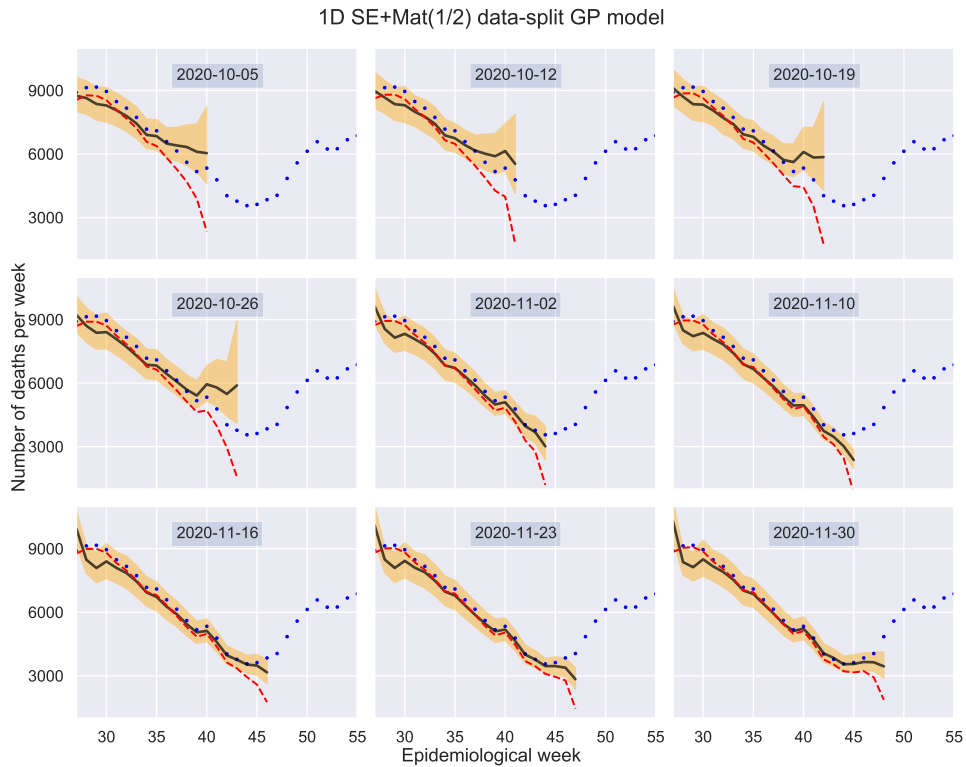 1D SE+Mat(1/2) data-split GP model
2020-10-05 2020-10-12 2020-10-19
9000
6000
3000
2020-10-26 2020-11-02 2020-11-10
9000
6000
3000
Number of deaths per week
2020-11-16 2020-11-23 2020-11-30
9000
6000
3000
30 35 40 45 50 55 30 35 40 45 50 55 30 35 40 45 50 55
Epidemiological week